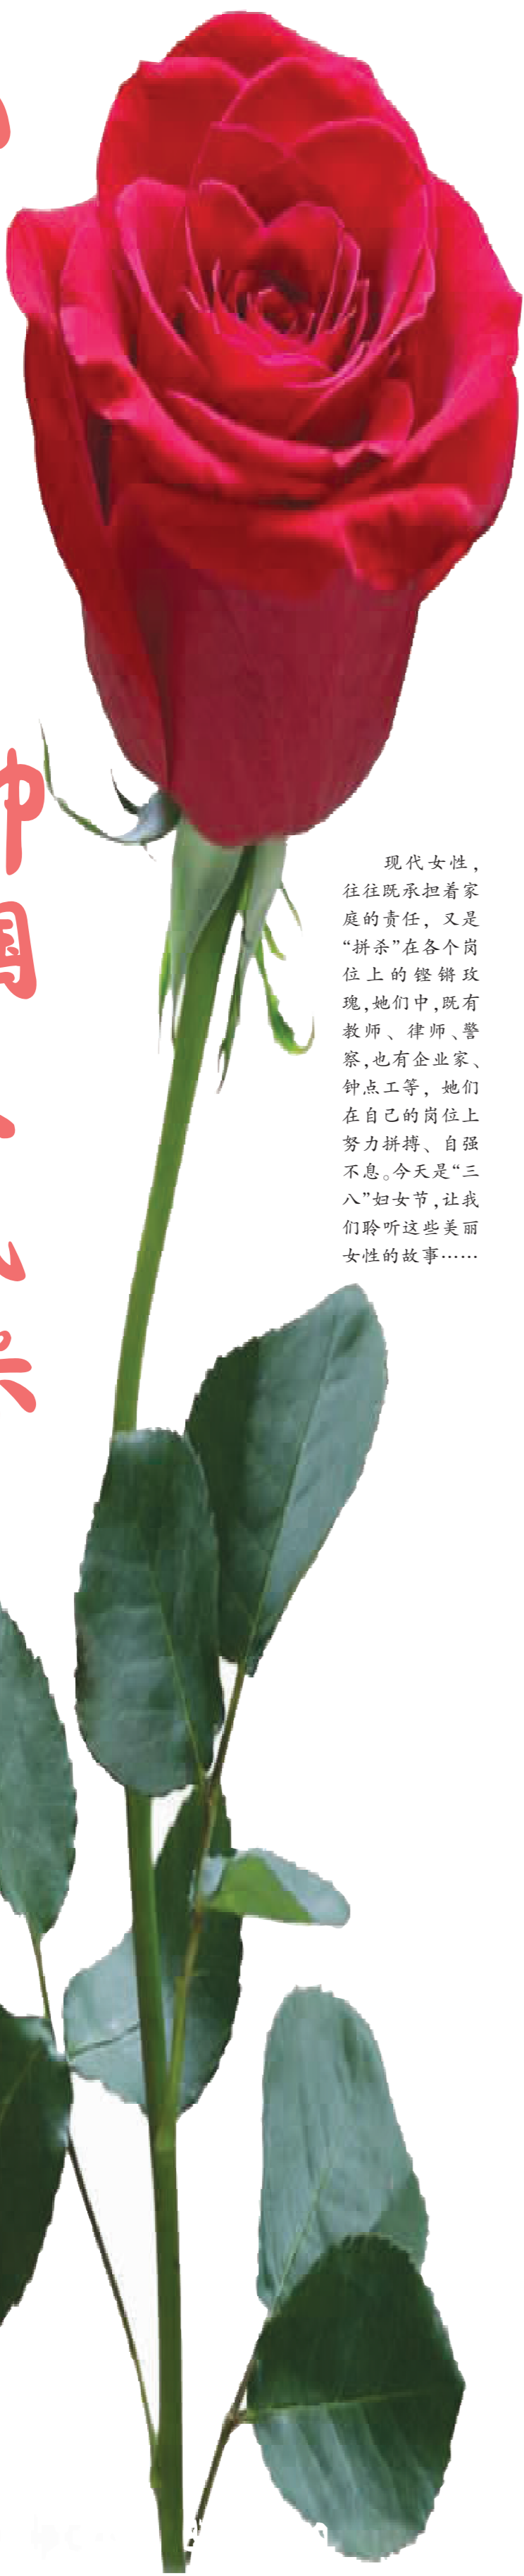 现代女性，
往往既承担着家
庭的责任，又是
“拼杀”在各个岗
位上的铿锵玫
瑰，她们中，既有
教师、律师、警
察，也有企业家、
钟点工等，她们
在自己的岗位上
努力拼搏、自强
不息。今天是“三
八”妇女节，让我
们聆听这些美丽
女性的故事……